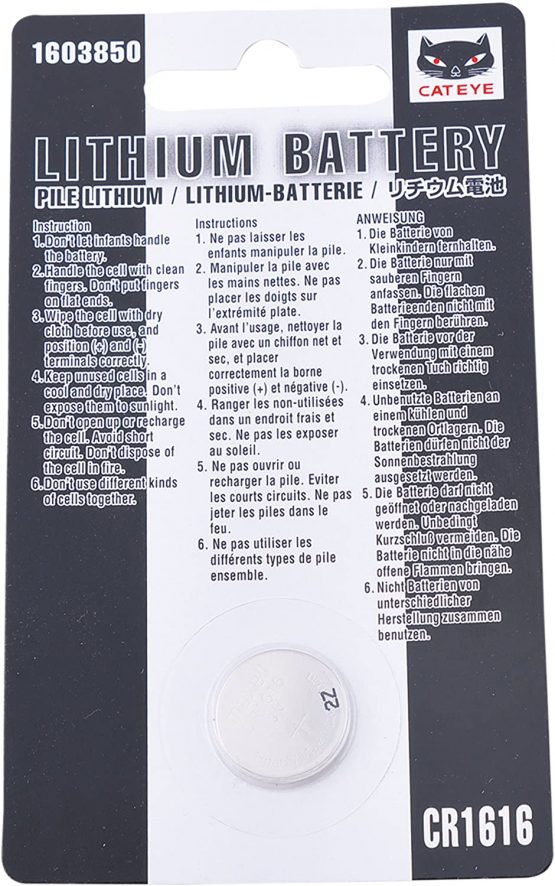 1603850
CATEYE
LITHIUM BATTERY
PILE LITHIUM / LITHIUM-BATTERIE / リチウム電池
Instruction
1. Don't let infants handle
the battery.
2. Handle the cell with clean
fingers. Don't put fingers
on flat ends.
3. Wipe the cell with dry
cloth before use, and
position (+) and (-)
terminals correctly.
4. Keep unused cells in a
cool and dry place. Don't
expose them to sunlight.
5. Don't open up or recharge
the cell. Avoid short
circuit. Don't dispose of
the cell in fire.
6. Don't use different kinds
of cells together.
Instructions
1. Ne pas laisser les
enfants manipuler la pile.
2. Manipuler la pile avec
les mains nettes. Ne pas
placer les doigts sur
l'extrémité plate.
3. Avant l'usage, nettoyer la
pile avec un chiffon net et
sec, et placer
correctement la borne
positive (+) et négative (-).
4. Ranger les non-utilisées
dans un endroit frais et
sec. Ne pas les exposer
au soleil.
5. Ne pas ouvrir ou
recharger la pile. Eviter
les courts circuits. Ne pas
jeter les piles dans le
feu.
6. Ne pas utiliser les
différents types de pile
ensemble.
ANWEISUNG
1. Die Batterie von
Kleinkindern fernhalten.
2. Die Batterie nur mit
sauberen Fingern
anfassen. Die flachen
Batterieenden nicht mit
den Fingern berühren.
3. Die Batterie vor der
Verwendung mit einem
trockenen Tuch richtig
einsetzen.
4. Unbenutzte Batterien an
einem kühlen und
trockenen Ortlagern. Die
Batterien dürfen nicht der
Sonnenbestrahlung
ausgesetzt werden.
5. Die Batterie darf nicht
geöffnet oder nachgeladen
werden. Unbedingt
Kurzschluß vermeiden. Die
Batterie nicht in die nähe
offene Flammen bringen.
6. Nicht Batterien von
unterschiedlicher
Herstellung zusammen
benutzen.
CR1616